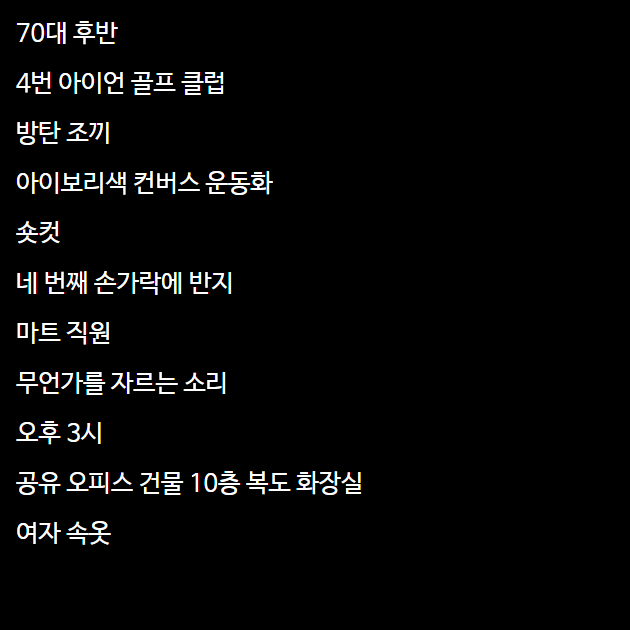 70대 후반
4번 아이언 골프 클럽
방탄 조끼
아이보리색 컨버스 운동화
숏컷
네 번째 손가락에 반지
마트 직원
무언가를 자르는 소리
오후 3시
공유 오피스 건물 10층 복도 화장실
여자 속옷